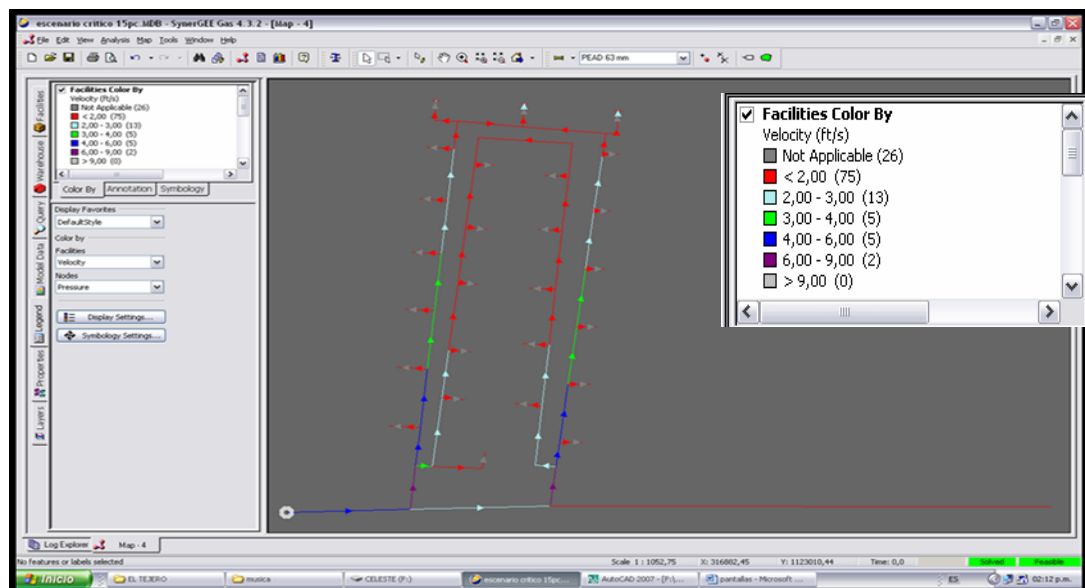 escenario critico 15pc.MDB - SynerGEE Gas 4.3.2 - [Map - 4]
File Edit View Analysis Map Tools Window Help
PEAD 63 mm
Facilities
Warehouse
Query
Model Data
Legend
Properties
Layers
Facilities Color By
Velocity (ft/s)
Not Applicable (26)
< 2,00 (75)
2,00 - 3,00 (13)
3,00 - 4,00 (5)
4,00 - 6,00 (5)
6,00 - 9,00 (2)
> 9,00 (0)
Color By Annotation Symbology
Display Favorites
DefaultStyle
Color by
Facilities
Velocity
Nodes
Pressure
Display Settings...
Symbology Settings...
Facilities Color By
Velocity (ft/s)
Not Applicable (26)
< 2,00 (75)
2,00 - 3,00 (13)
3,00 - 4,00 (5)
4,00 - 6,00 (5)
6,00 - 9,00 (2)
> 9,00 (0)
Log Explorer Map - 4
No features or labels selected Scale 1 : 1052,75 X: 316882,45 Y: 1123010,44 Time: 0,0 Solved Feasible
Inicio EL TEJERO musica CELESTE (F:) escenario critico 15pc... AutoCAD 2007 - [F:\... pantallas - Microsoft ... ES 02:12 p.m.